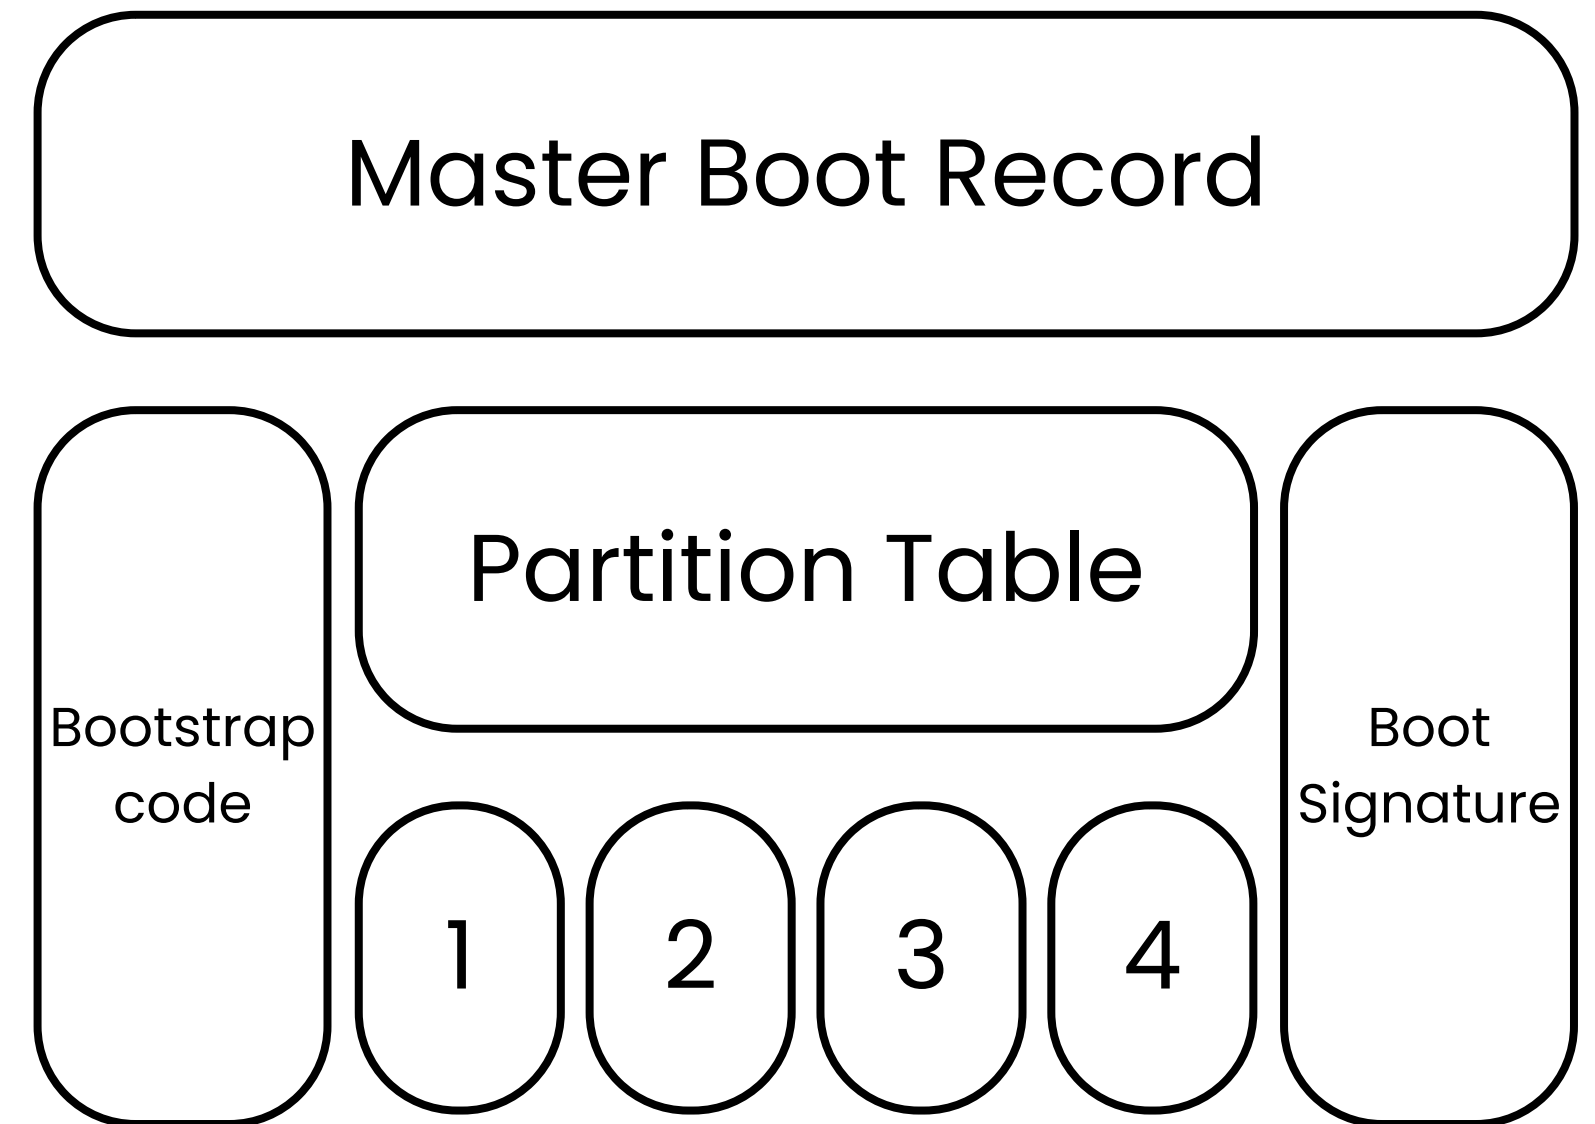 Master Boot Record
Bootstrap
code
Partition Table
1 2 3 4
Boot
Signature